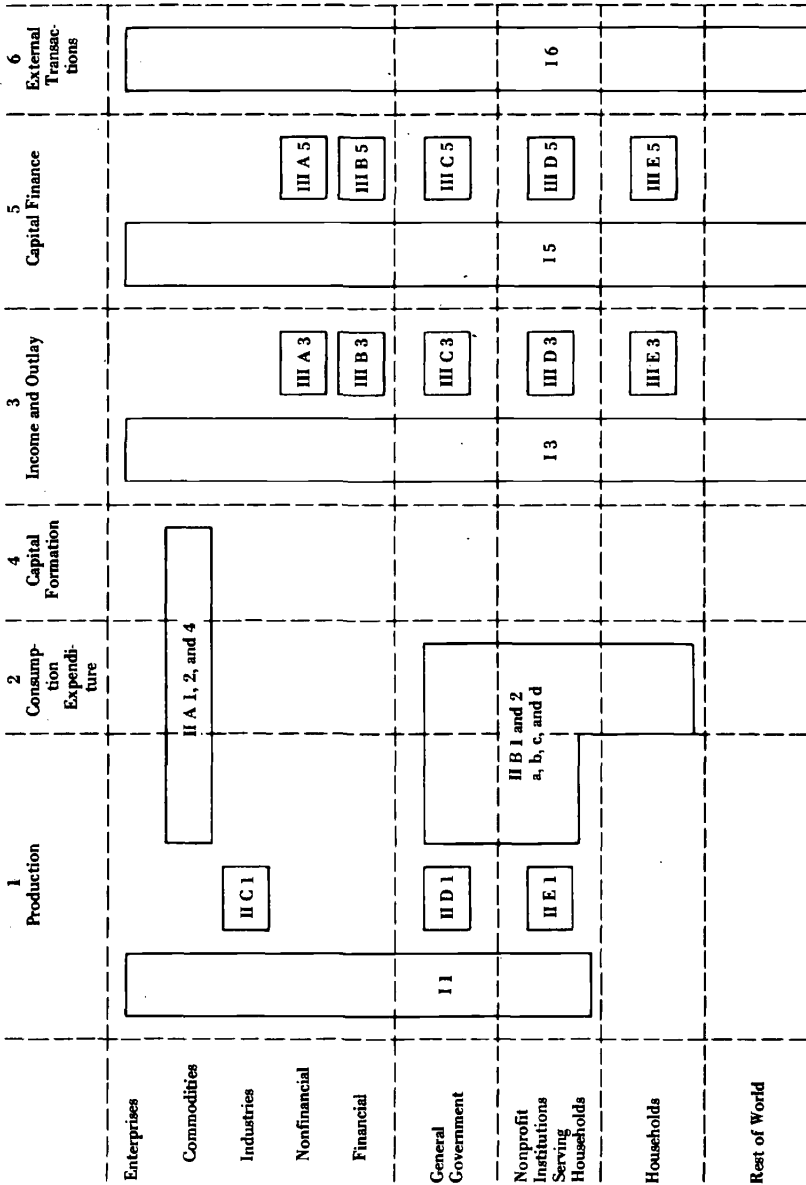 1
Production
2
Consump-
tion
Expendi-
ture
4
Capital
Formation
3
Income and Outlay
5
Capital Finance
6
External
Transac-
tions
Enterprises
Commodities
II A 1, 2, and 4
Industries
II C 1
Nonfinancial
III A 3
III A 5
Financial
III B 3
III B 5
General
Government
I 1
II D 1
III C 3
III C 5
Nonprofit
Institutions
Serving
Households
II E 1
II B 1 and 2
a, b, c, and d
I 3
III D 3
I 5
III D 5
I 6
Households
III E 3
III E 5
Rest of World